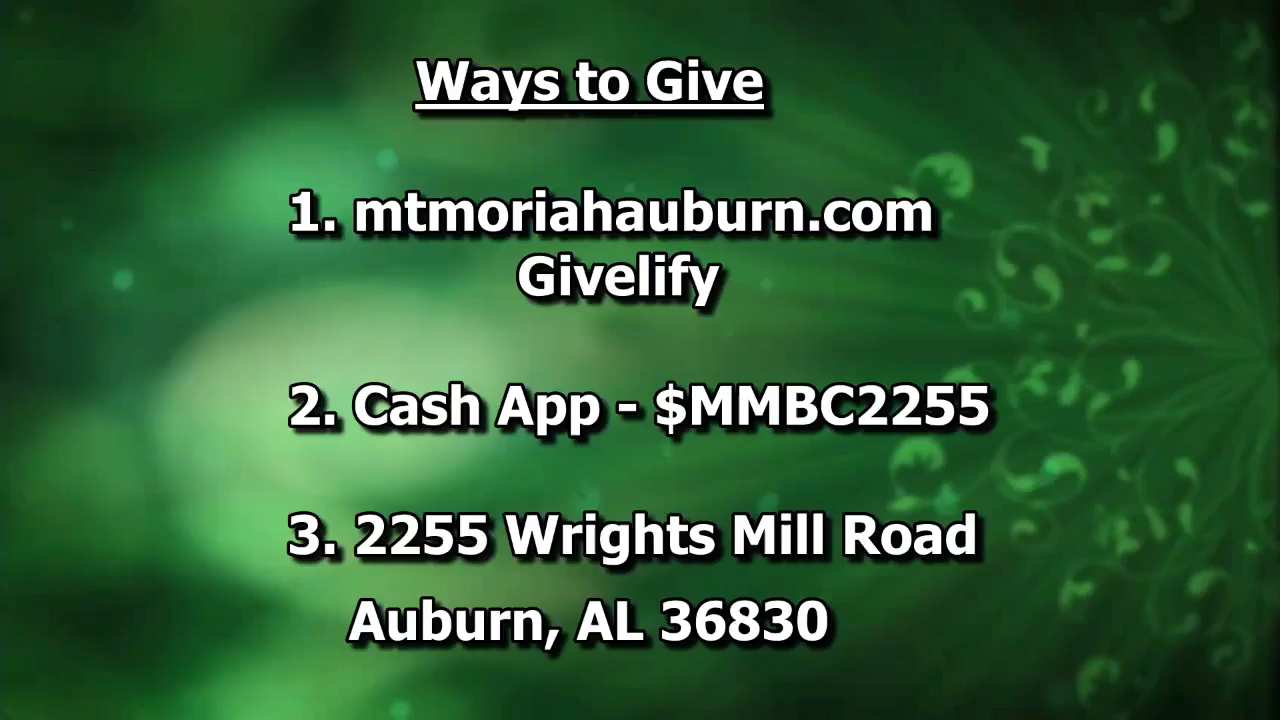 Ways to Give
1. mtmoriahauburn.com
Givelify
2. Cash App - $MMBC2255
3. 2255 Wrights Mill Road
Auburn, AL 36830